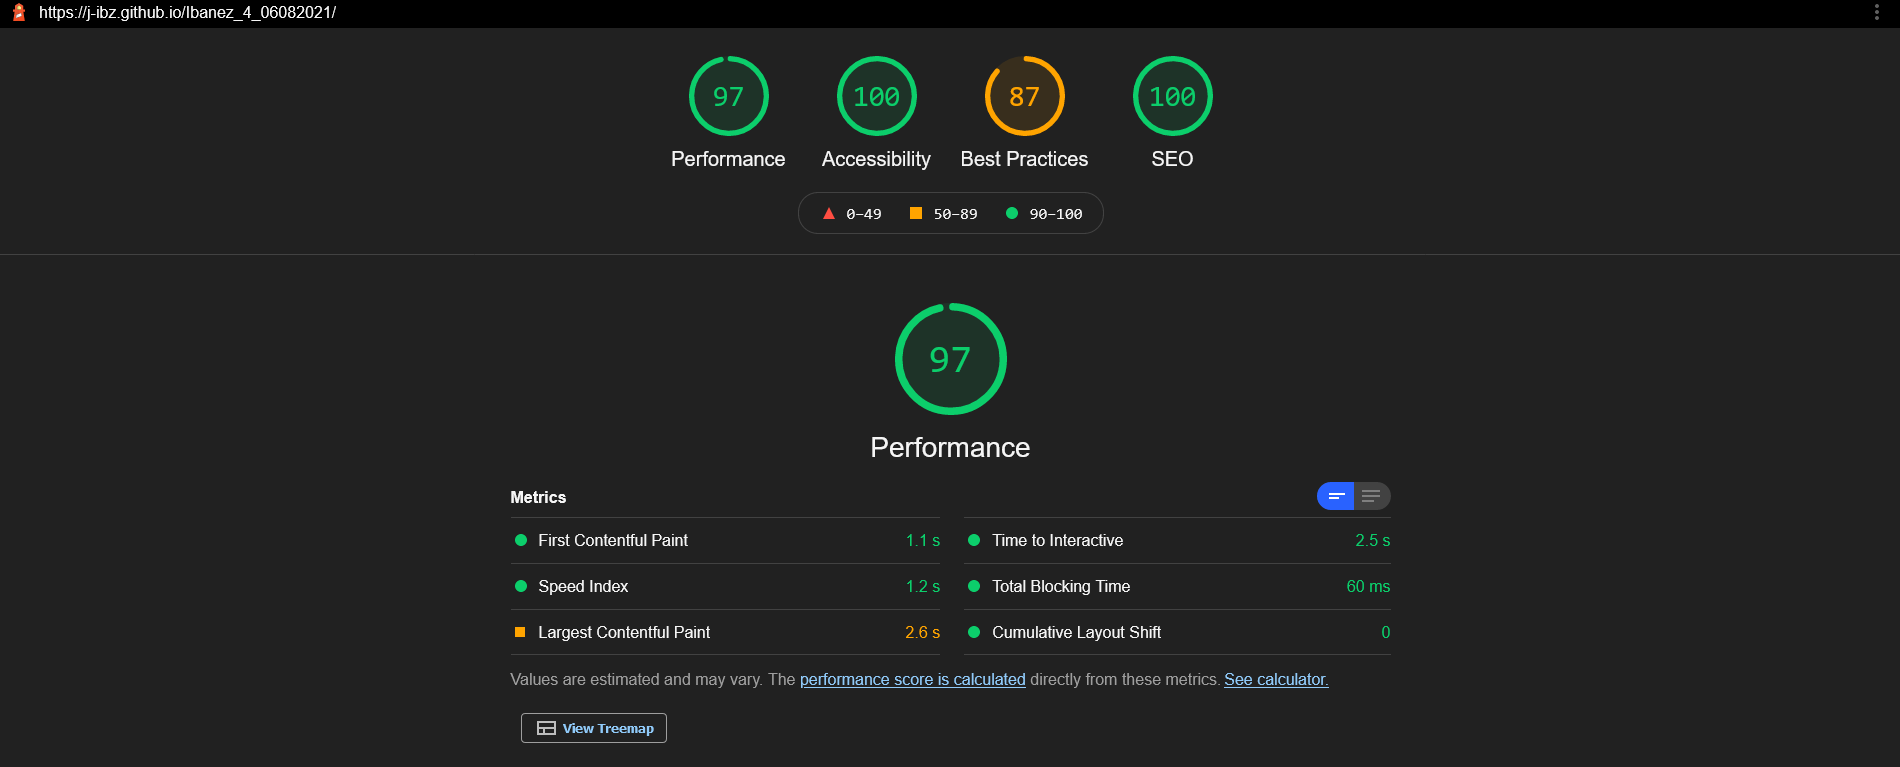 https://j-ibz.github.io/Ibanez_4_06082021/
97 100 87 100
Performance Accessibility Best Practices SEO
0–49 50–89 90–100
97
Performance
Metrics
First Contentful Paint 1.1 s Time to Interactive 2.5 s
Speed Index 1.2 s Total Blocking Time 60 ms
Largest Contentful Paint 2.6 s Cumulative Layout Shift 0
Values are estimated and may vary. The performance score is calculated directly from these metrics. See calculator.
View Treemap